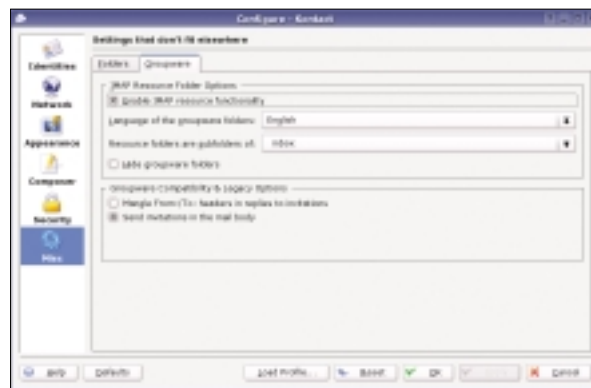 Configure - Kontact
Settings that don't fit elsewhere
Identities
Network
Appearance
Composer
Security
Misc
Folders
Groupware
IMAP Resource Folder Options
Enable IMAP resource functionality
Language of the groupware folders:
English
Resource folders are subfolders of:
inbox
Hide groupware folders
Groupware Compatibility & Legacy Options
Mangle From:/To: headers in replies to invitations
Send invitations in the mail body
Help
Defaults
Load Profile...
Reset
OK
Cancel